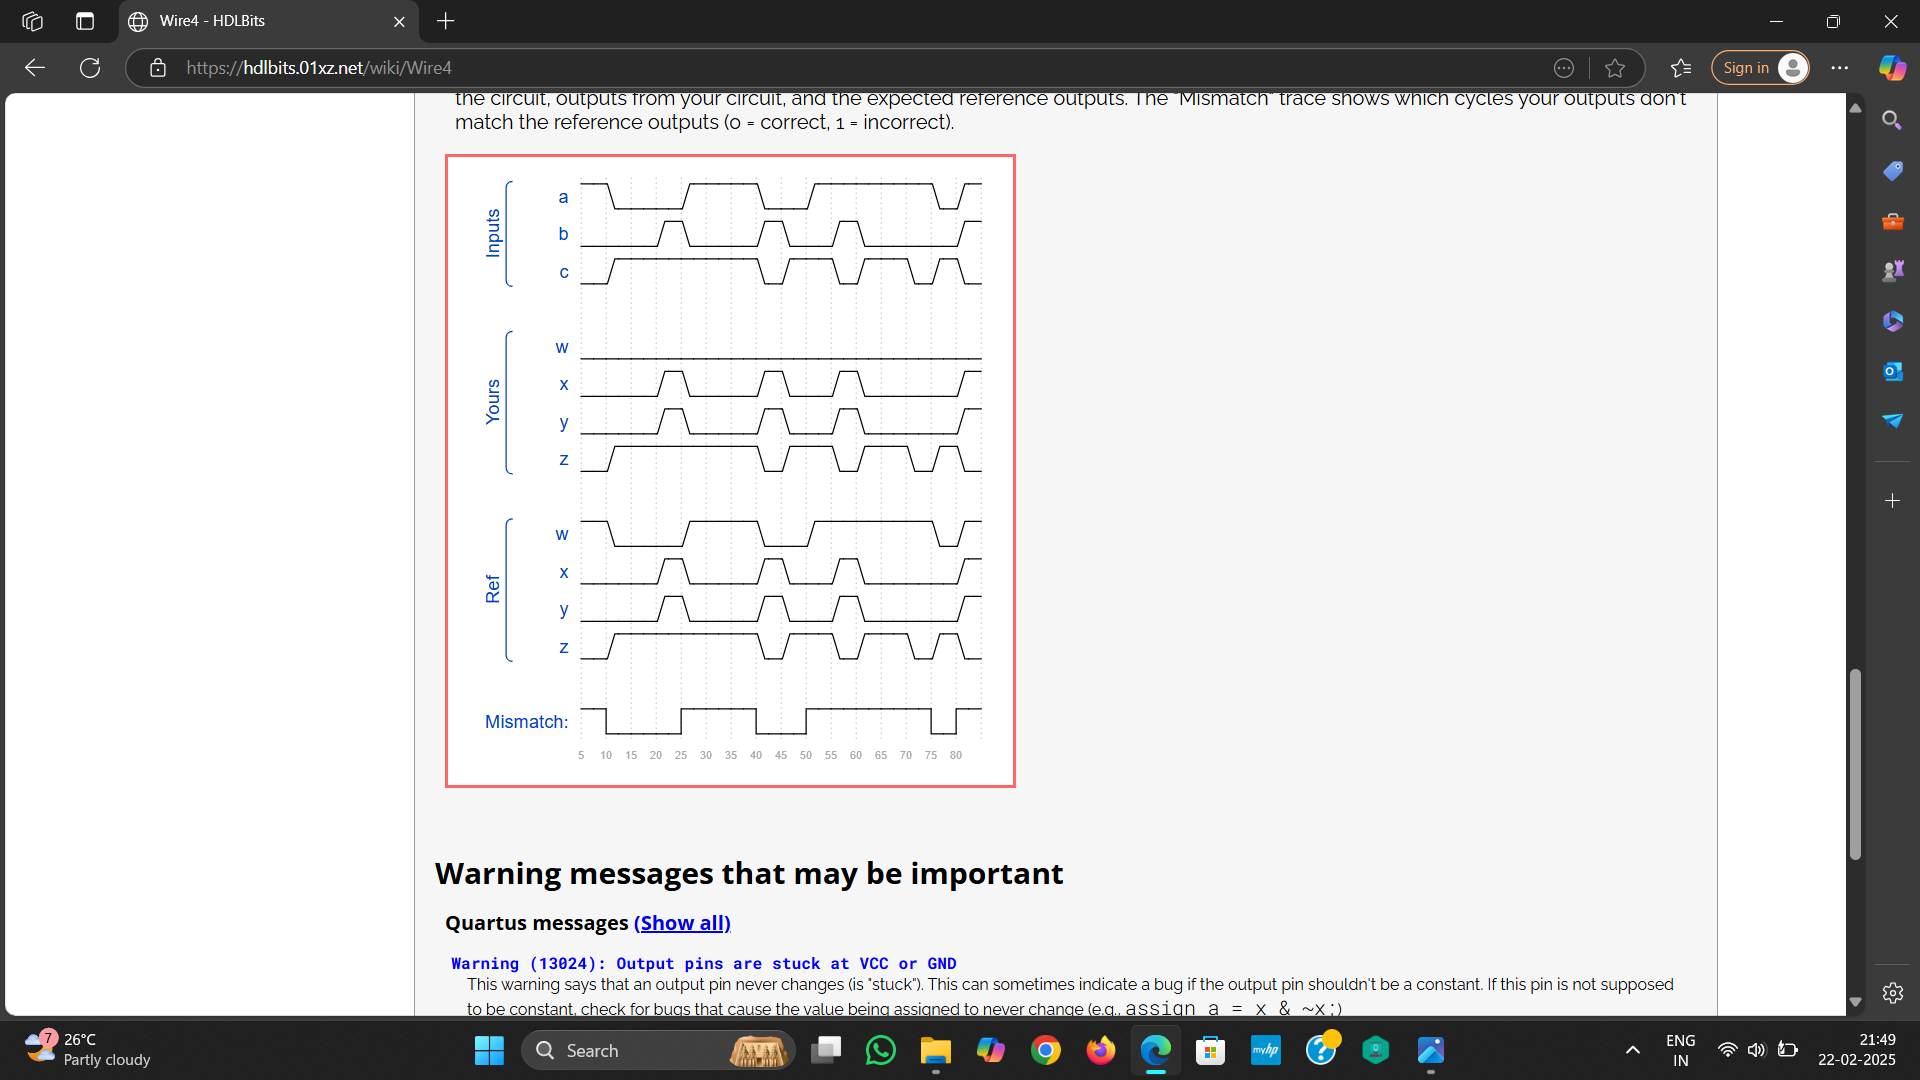 Wire4 - HDLBits
https://hdlbits.01xz.net/wiki/Wire4
Sign in
the circuit, outputs from your circuit, and the expected reference outputs. The "Mismatch" trace shows which cycles your outputs don't
match the reference outputs (0 = correct, 1 = incorrect).
Inputs
a
b
c
Yours
w
x
y
z
Ref
w
x
y
z
Mismatch:
5 10 15 20 25 30 35 40 45 50 55 60 65 70 75 80
Warning messages that may be important
Quartus messages (Show all)
Warning (13024): Output pins are stuck at VCC or GND
This warning says that an output pin never changes (is "stuck"). This can sometimes indicate a bug if the output pin shouldn't be a constant. If this pin is not supposed
to be constant, check for bugs that cause the value being assigned to never change (e.g., assign a = x & ~x;)
7
26°C
Partly cloudy
Search
myhp
ENG
IN
21:49
22-02-2025